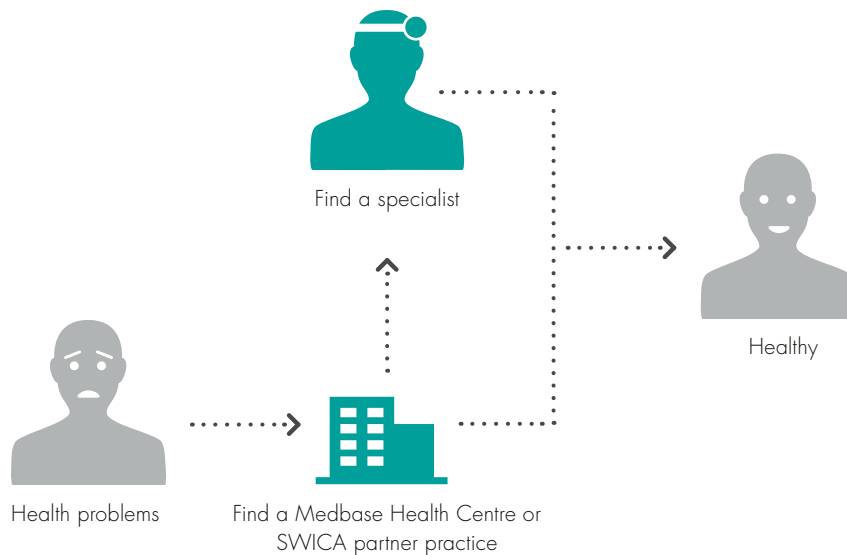 Find a specialist
Healthy
Health problems
Find a Medbase Health Centre or
SWICA partner practice